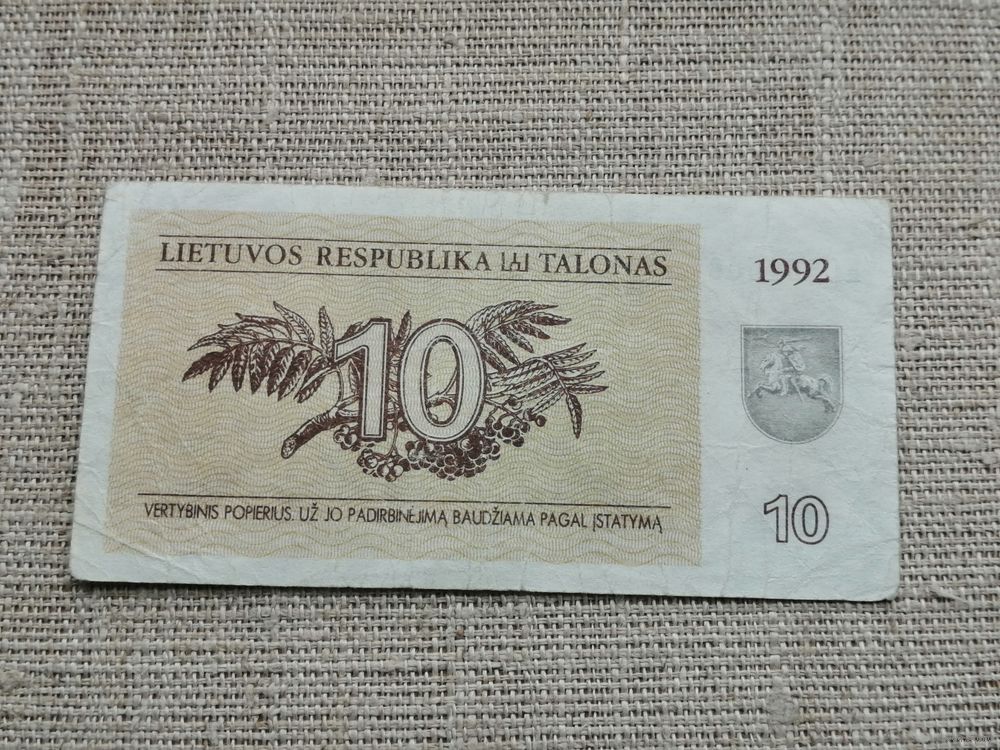 LIETUVOS RESPUBLIKA TALONAS
1992
10
VERTYBINIS POPIERIUS. UŽ JO PADIRBINĖJIMĄ BAUDŽIAMA PAGAL ĮSTATYMĄ
10